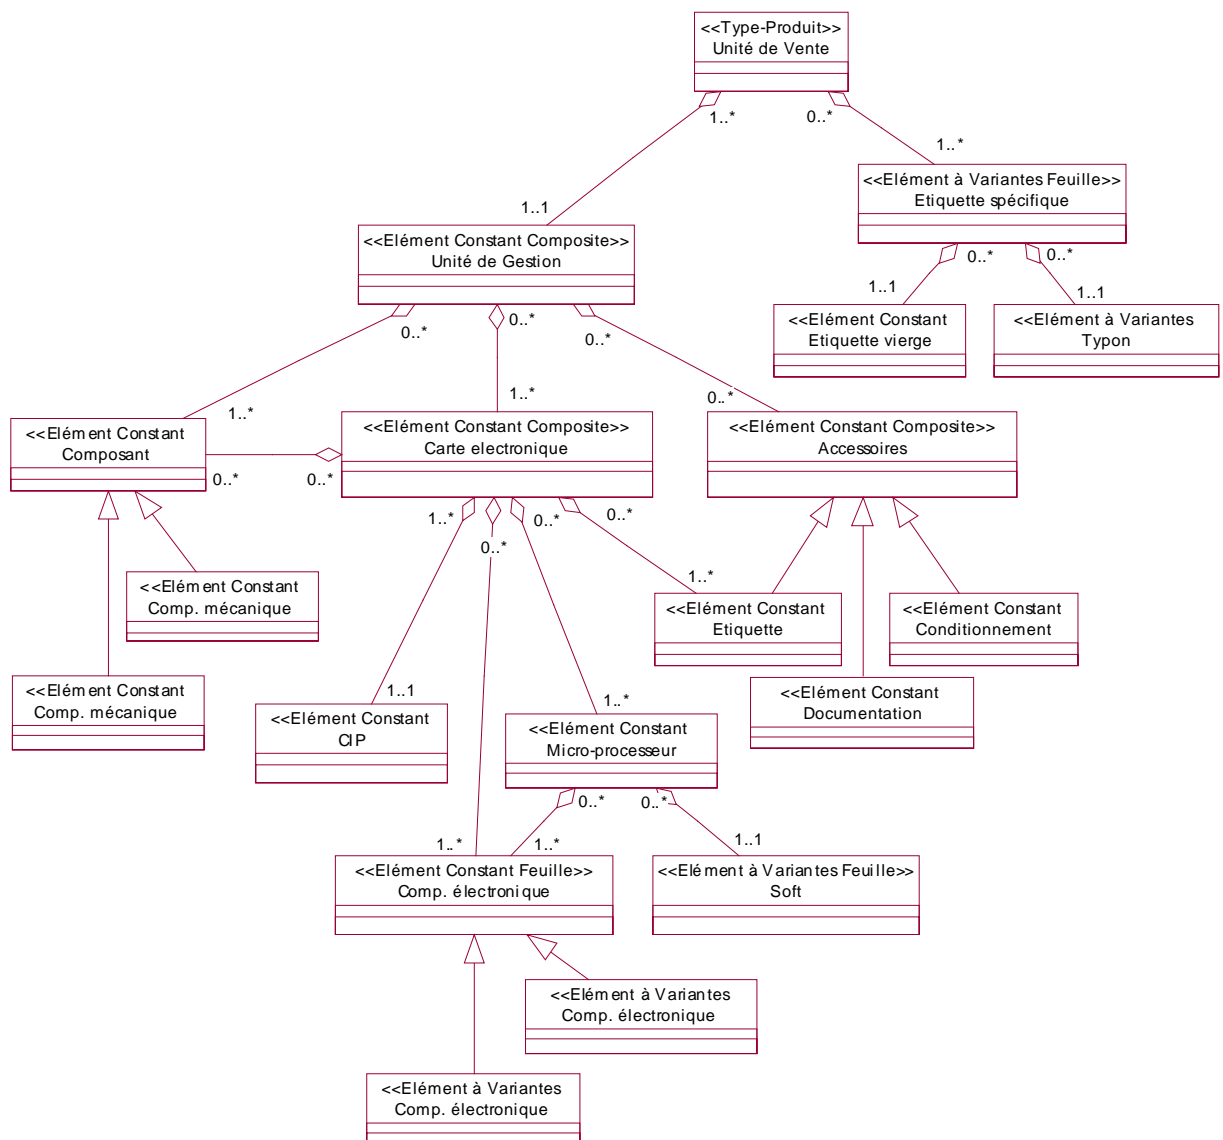 <<Type-Produit>>
Unité de Vente
1..*
0..*
1..*
<<Elément à Variantes Feuille>>
Etiquette spécifique
1..1
<<Elément Constant Composite>>
Unité de Gestion
0..*
0..*
1..1
1..1
<<Elément Constant
Etiquette vierge
<<Elément à Variantes
Typon
0..*
0..*
0..*
1..*
1..*
0..*
<<Elément Constant
Composant
<<Elément Constant Composite>>
Carte electronique
<<Elément Constant Composite>>
Accessoires
0..*
0..*
1..*
0..*
0..*
0..*
1..*
<<Elément Constant
Comp. mécanique
<<Elément Constant
Etiquette
<<Elément Constant
Conditionnement
<<Elément Constant
Comp. mécanique
1..1
1..*
<<Elément Constant
Documentation
<<Elément Constant
CIP
<<Elément Constant
Micro-processeur
0..*
0..*
1..*
1..*
1..1
<<Elément Constant Feuille>>
Comp. électronique
<<Elément à Variantes Feuille>>
Soft
<<Elément à Variantes
Comp. électronique
<<Elément à Variantes
Comp. électronique